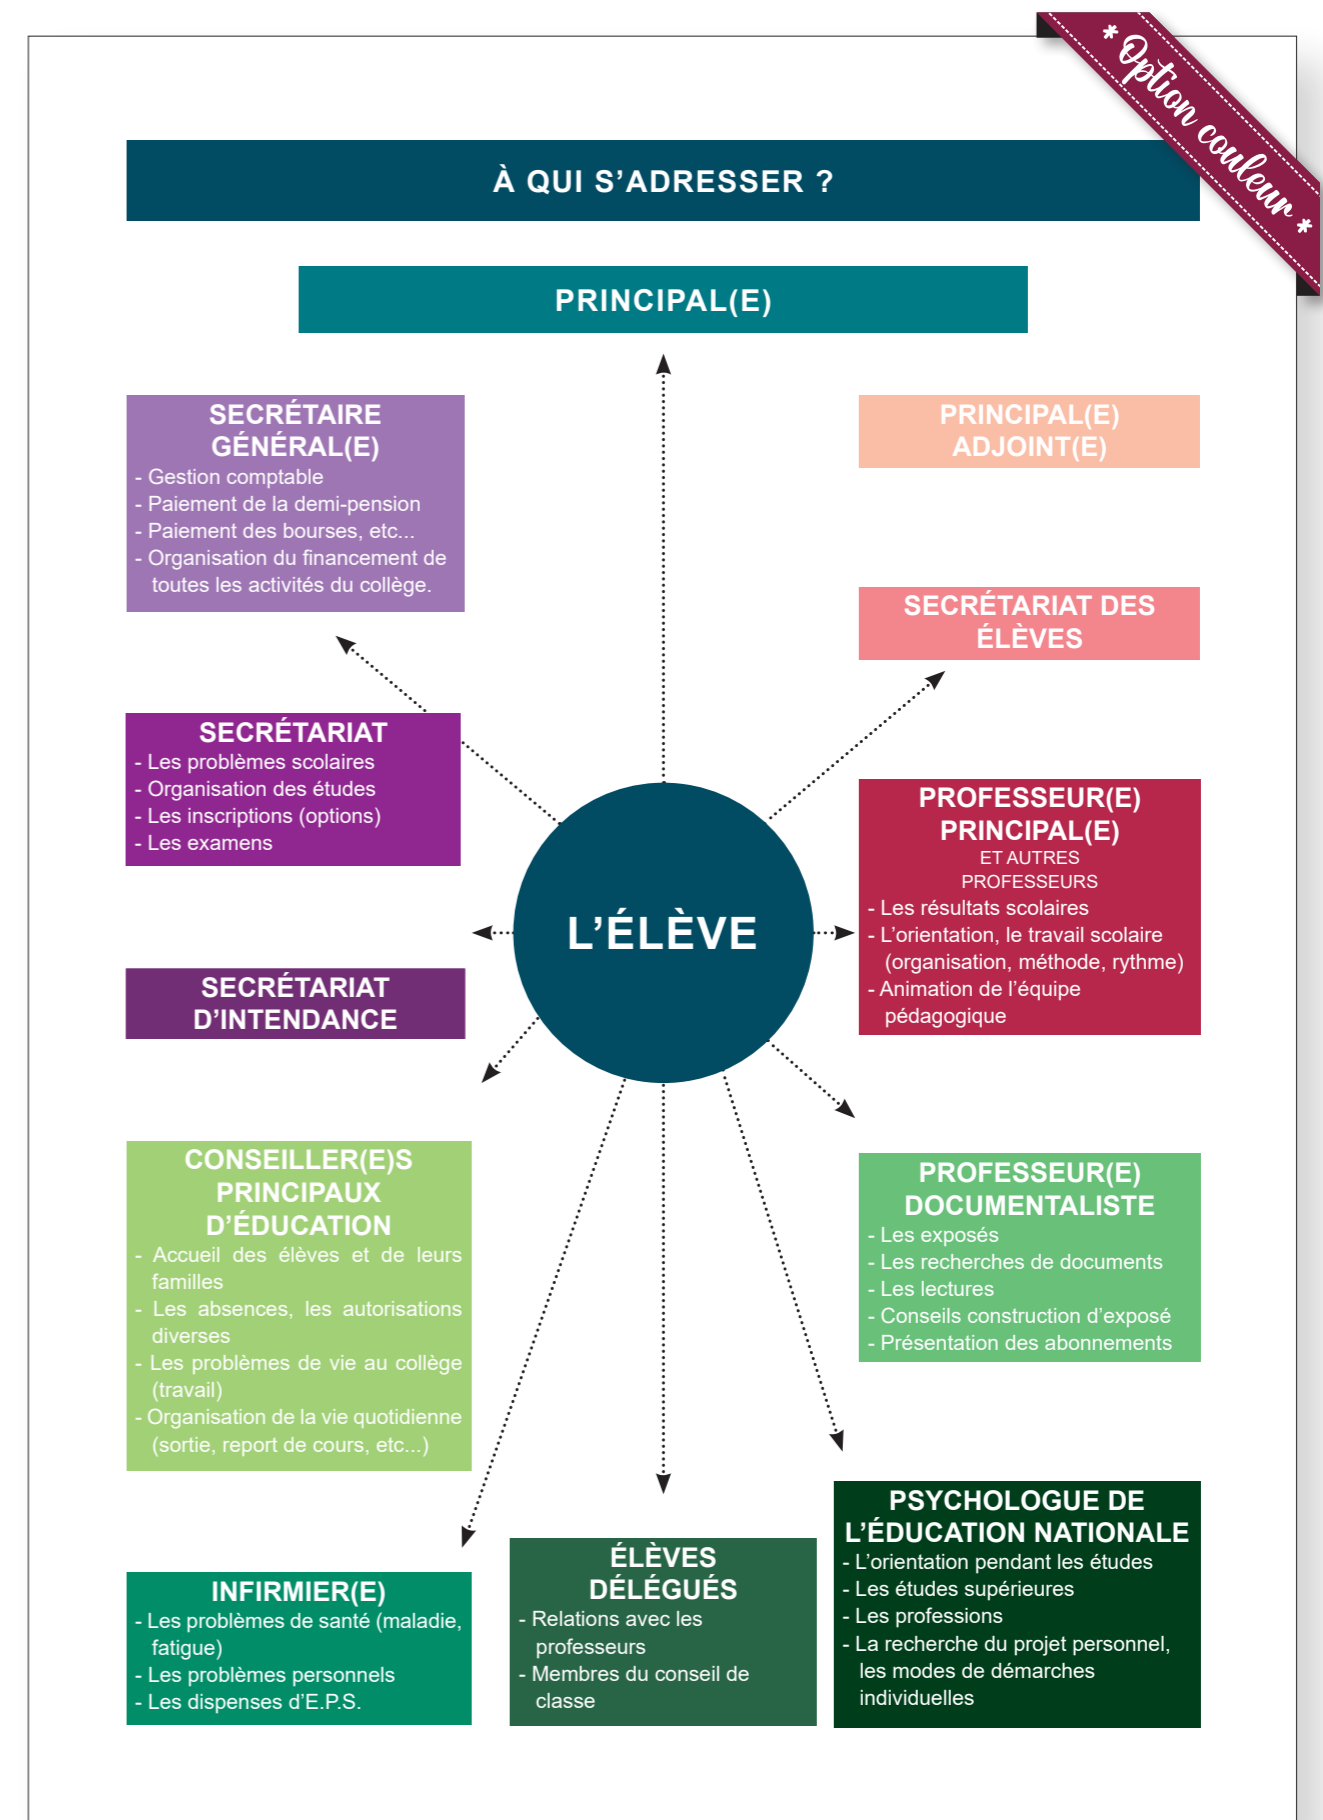 * Option couleur *
À QUI S’ADRESSER ?
PRINCIPAL(E)
SECRÉTAIRE
GÉNÉRAL(E)
- Gestion comptable
- Paiement de la demi-pension
- Paiement des bourses, etc...
- Organisation du financement de
toutes les activités du collège.
PRINCIPAL(E)
ADJOINT(E)
SECRÉTARIAT DES
ÉLÈVES
SECRÉTARIAT
- Les problèmes scolaires
- Organisation des études
- Les inscriptions (options)
- Les examens
PROFESSEUR(E)
PRINCIPAL(E)
ET AUTRES
PROFESSEURS
- Les résultats scolaires
- L’orientation, le travail scolaire
(organisation, méthode, rythme)
- Animation de l’équipe
pédagogique
L’ÉLÈVE
SECRÉTARIAT
D’INTENDANCE
CONSEILLER(E)S
PRINCIPAUX
D’ÉDUCATION
- Accueil des élèves et de leurs
familles
- Les absences, les autorisations
diverses
- Les problèmes de vie au collège
(travail)
- Organisation de la vie quotidienne
(sortie, report de cours, etc...)
PROFESSEUR(E)
DOCUMENTALISTE
- Les exposés
- Les recherches de documents
- Les lectures
- Conseils construction d’exposé
- Présentation des abonnements
INFIRMIER(E)
- Les problèmes de santé (maladie,
fatigue)
- Les problèmes personnels
- Les dispenses d’E.P.S.
ÉLÈVES
DÉLÉGUÉS
- Relations avec les
professeurs
- Membres du conseil de
classe
PSYCHOLOGUE DE
L’ÉDUCATION NATIONALE
- L’orientation pendant les études
- Les études supérieures
- Les professions
- La recherche du projet personnel,
les modes de démarches
individuelles